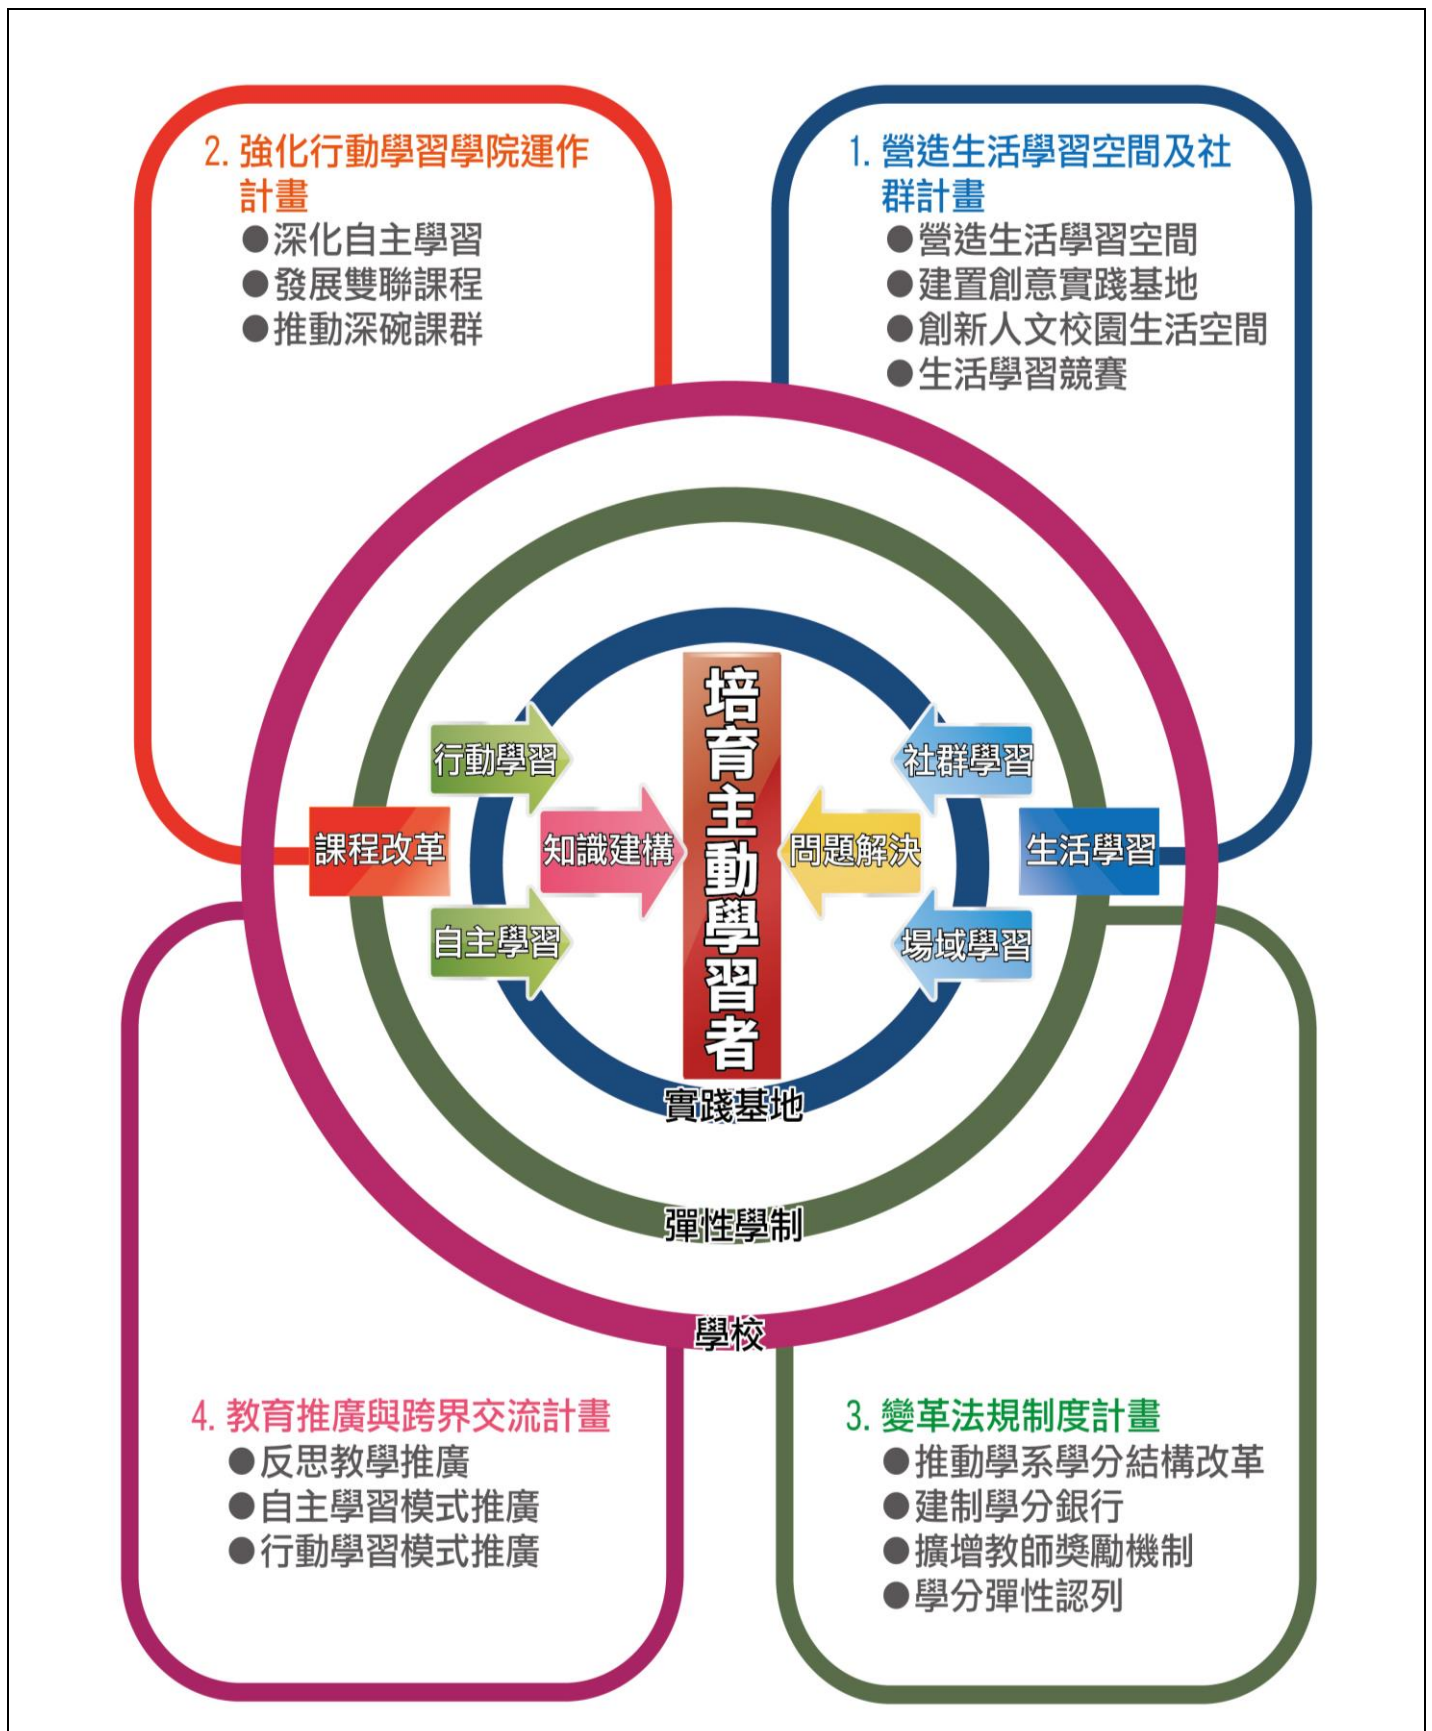 2. 強化行動學習學院運作
計畫
●深化自主學習
●發展雙聯課程
●推動深碗課群
1. 營造生活學習空間及社
群計畫
●營造生活學習空間
●建置創意實踐基地
●創新人文校園生活空間
●生活學習競賽
課程改革
行動學習
自主學習
知識建構
培育主動學習者
問題解決
社群學習
場域學習
生活學習
實踐基地
彈性學制
學校
4. 教育推廣與跨界交流計畫
●反思教學推廣
●自主學習模式推廣
●行動學習模式推廣
3. 變革法規制度計畫
●推動學系學分結構改革
●建制學分銀行
●擴增教師獎勵機制
●學分彈性認列